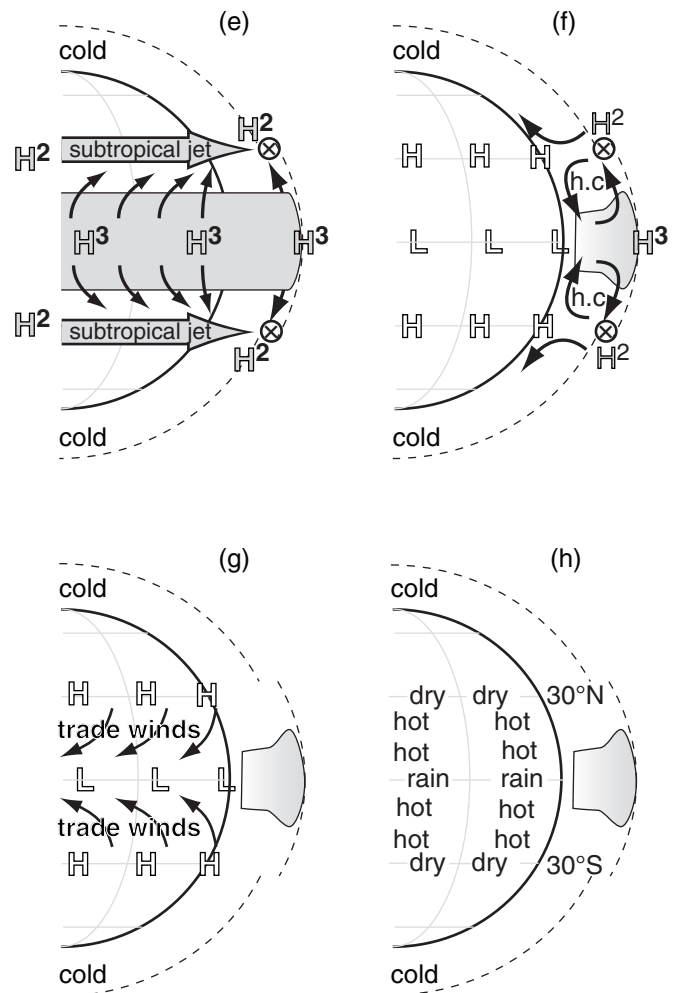 (e)
cold
H2
H2
subtropical jet
H3 H3 H3
H2
subtropical jet
H2
cold
(f)
cold
H2
H H H
h.c
L L L H3
h.c
H H H
H2
cold
(g)
cold
H H H
trade winds
L L L
trade winds
H H H
cold
(h)
cold
dry dry 30°N
hot hot
hot hot
rain rain
hot hot
hot hot
dry dry 30°S
cold